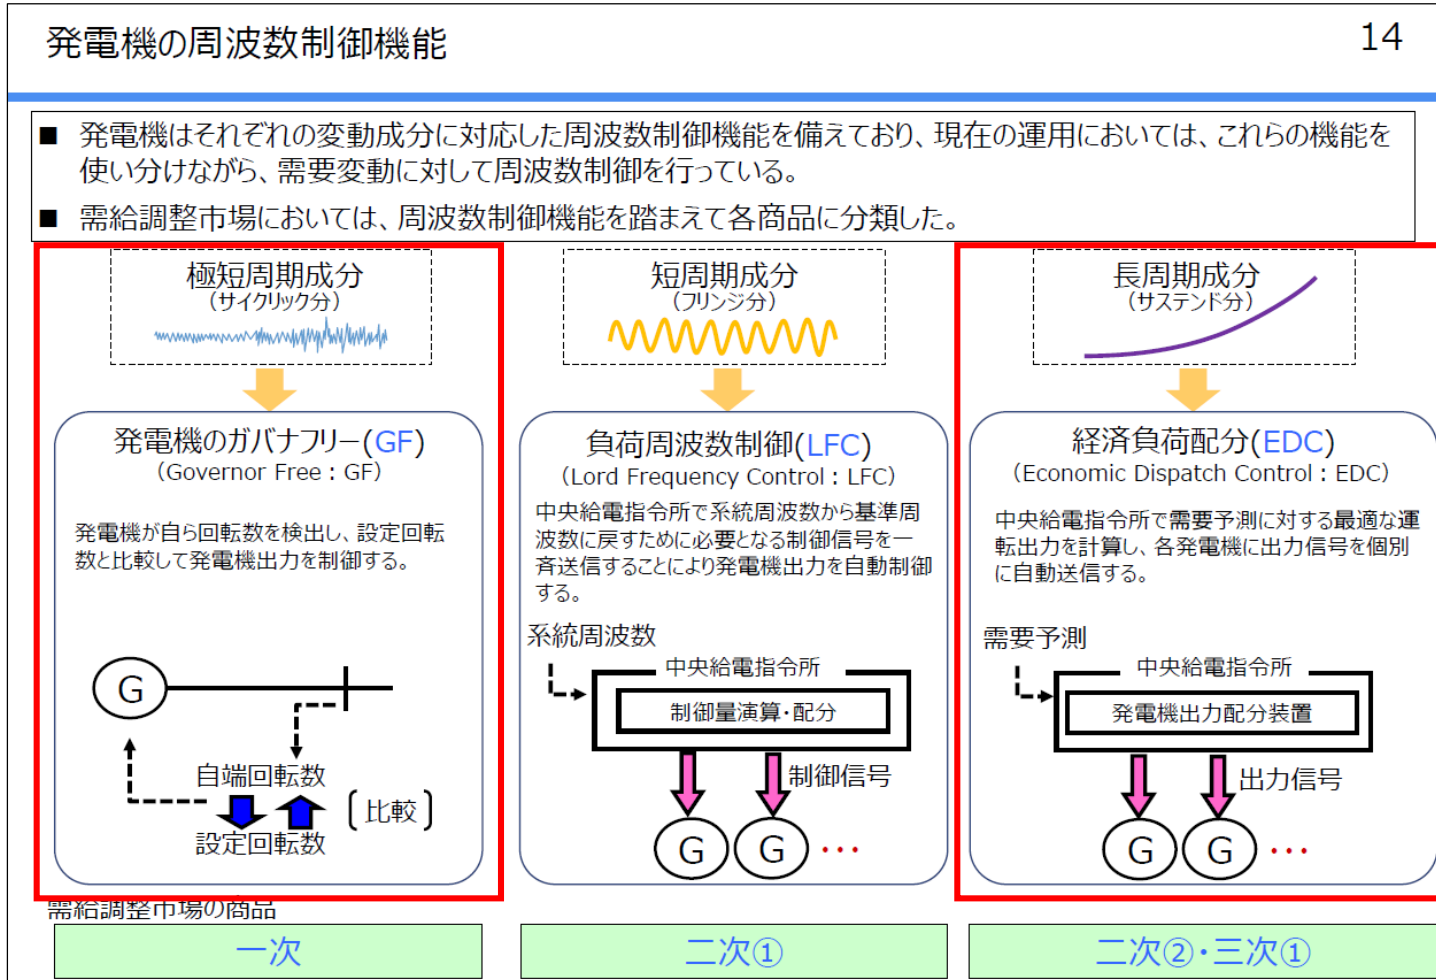 発電機の周波数制御機能
14
■ 発電機はそれぞれの変動成分に対応した周波数制御機能を備えており、現在の運用においては、これらの機能を
使い分けながら、需要変動に対して周波数制御を行っている。
■ 需給調整市場においては、周波数制御機能を踏まえて各商品に分類した。
極短周期成分
（サイクリック分）
発電機のガバナフリー(GF)
（Governor Free：GF）
発電機が自ら回転数を検出し、設定回転
数と比較して発電機出力を制御する。
G
自端回転数
〔比較〕
設定回転数
短周期成分
（フリンジ分）
負荷周波数制御(LFC)
（Lord Frequency Control：LFC）
中央給電指令所で系統周波数から基準周
波数に戻すために必要となる制御信号を一
斉送信することにより発電機出力を自動制御
する。
系統周波数
中央給電指令所
制御量演算・配分
制御信号
G G ・・・
長周期成分
（サステンド分）
経済負荷配分(EDC)
（Economic Dispatch Control：EDC）
中央給電指令所で需要予測に対する最適な運
転出力を計算し、各発電機に出力信号を個別
に自動送信する。
需要予測
中央給電指令所
発電機出力配分装置
出力信号
G G ・・・
需給調整市場の商品
一次
二次①
二次②・三次①